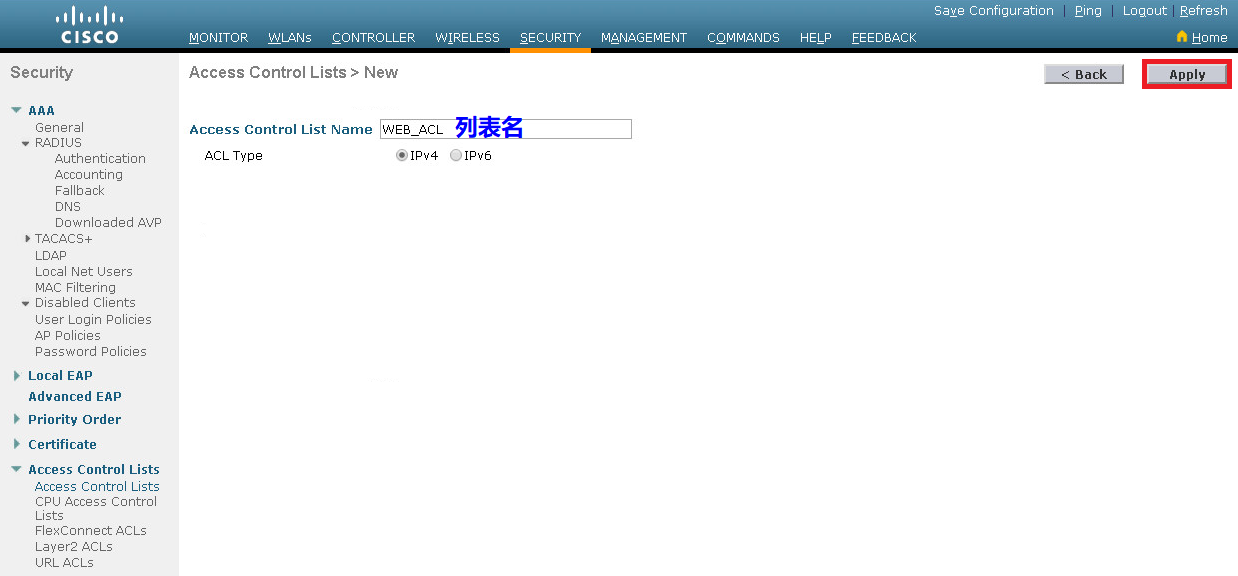 Save Configuration | Ping | Logout | Refresh
CISCO
MONITOR WLANs CONTROLLER WIRELESS SECURITY MANAGEMENT COMMANDS HELP FEEDBACK Home
Security
Access Control Lists > New
< Back
Apply
AAA
General
RADIUS
Authentication
Accounting
Fallback
DNS
Downloaded AVP
TACACS+
LDAP
Local Net Users
MAC Filtering
Disabled Clients
User Login Policies
AP Policies
Password Policies
Local EAP
Advanced EAP
Priority Order
Certificate
Access Control Lists
Access Control Lists
CPU Access Control
Lists
FlexConnect ACLs
Layer2 ACLs
URL ACLs
Access Control List Name WEB_ACL 列表名
ACL Type IPv4 IPv6